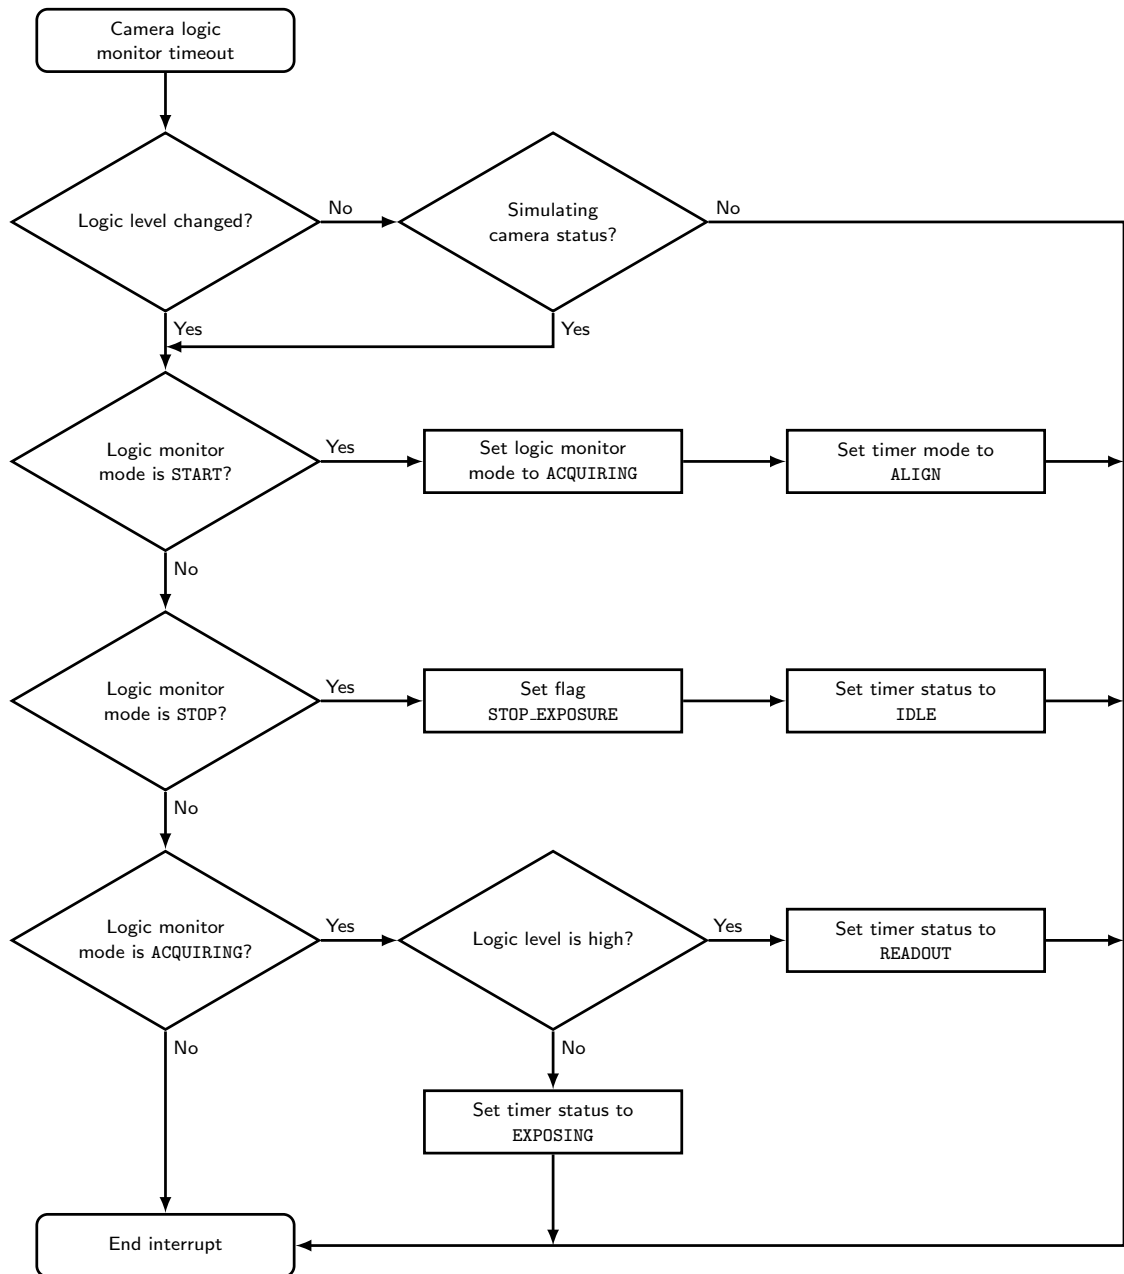 Camera logic
monitor timeout
Logic level changed?
No
Simulating
camera status?
No
Yes
Yes
Logic monitor
mode is START?
Yes
Set logic monitor
mode to ACQUIRING
Set timer mode to
ALIGN
No
Logic monitor
mode is STOP?
Yes
Set flag
STOP_EXPOSURE
Set timer status to
IDLE
No
Logic monitor
mode is ACQUIRING?
Yes
Logic level is high?
Yes
Set timer status to
READOUT
No
No
Set timer status to
EXPOSING
End interrupt